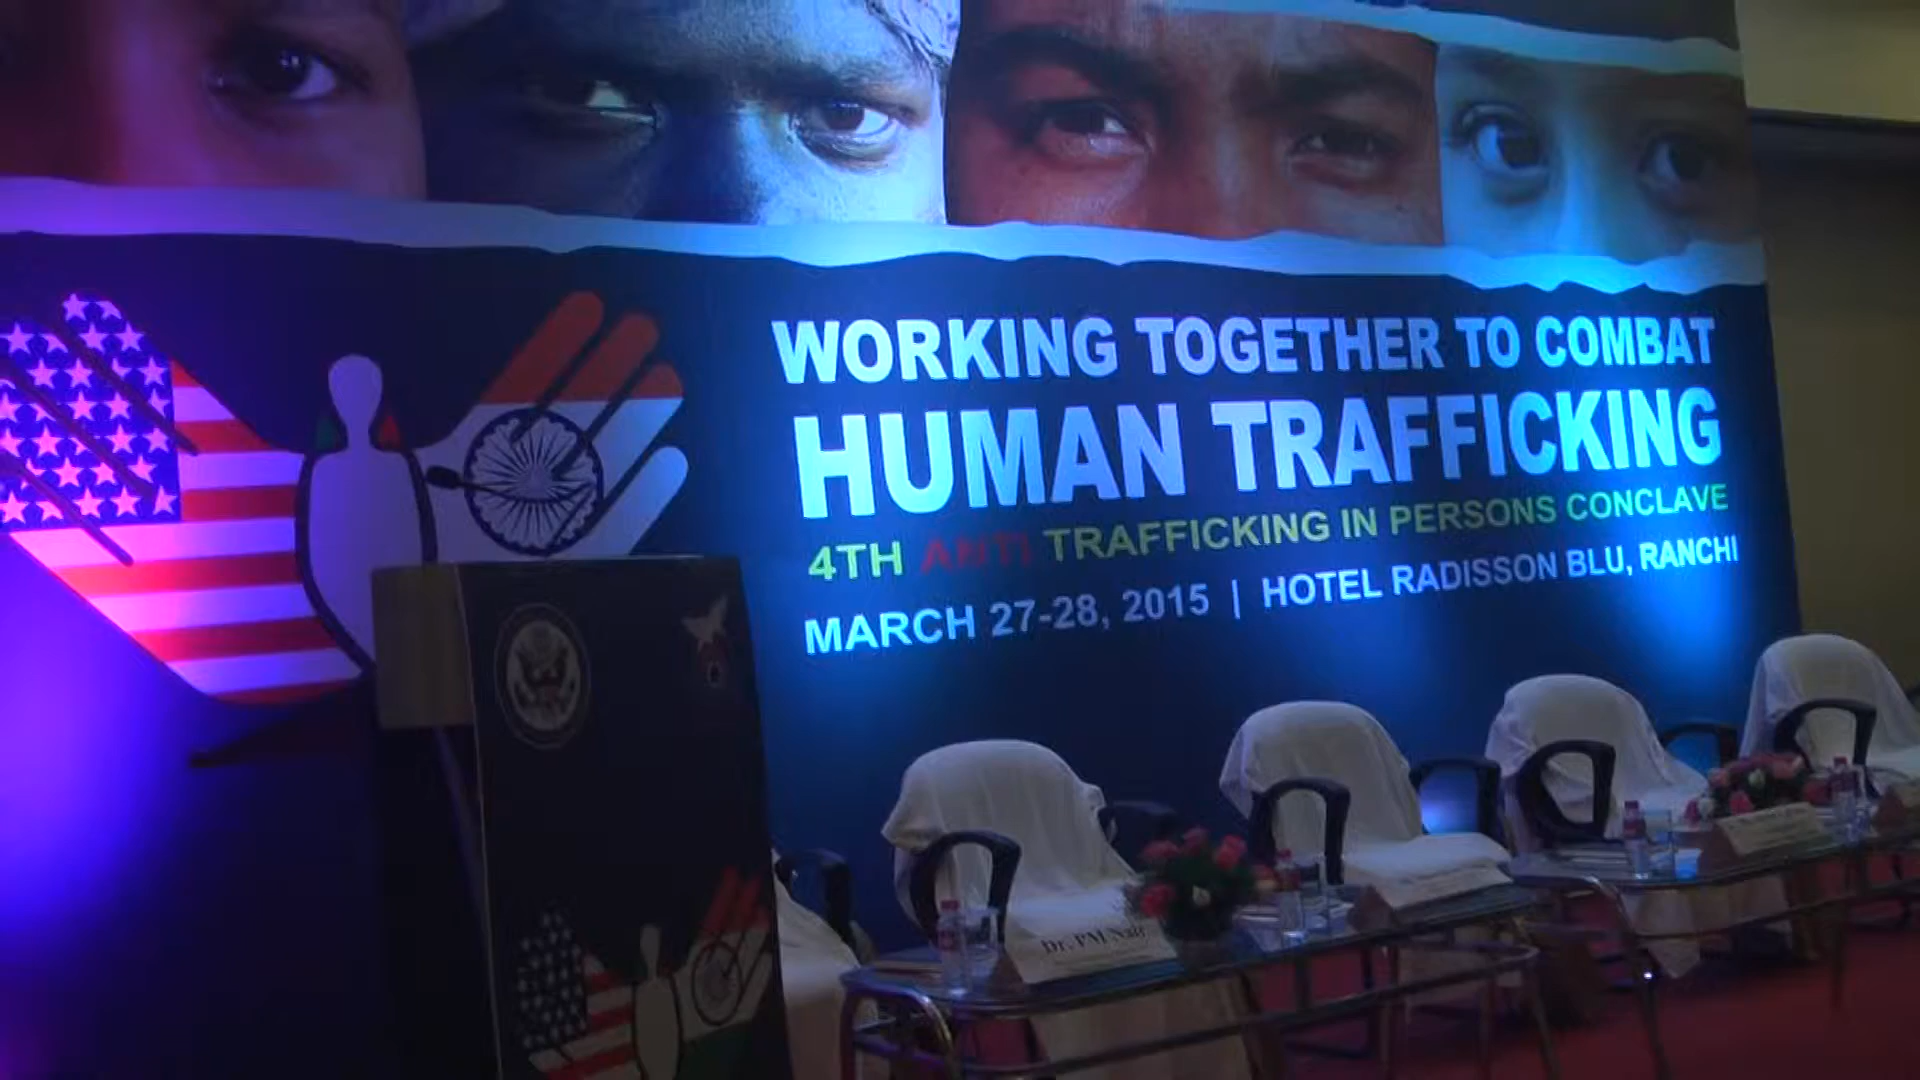 WORKING TOGETHER TO COMBAT
HUMAN TRAFFICKING
4TH ANTI TRAFFICKING IN PERSONS CONCLAVE
MARCH 27-28, 2015 | HOTEL RADISSON BLU, RANCHI
Dr. PM Nair